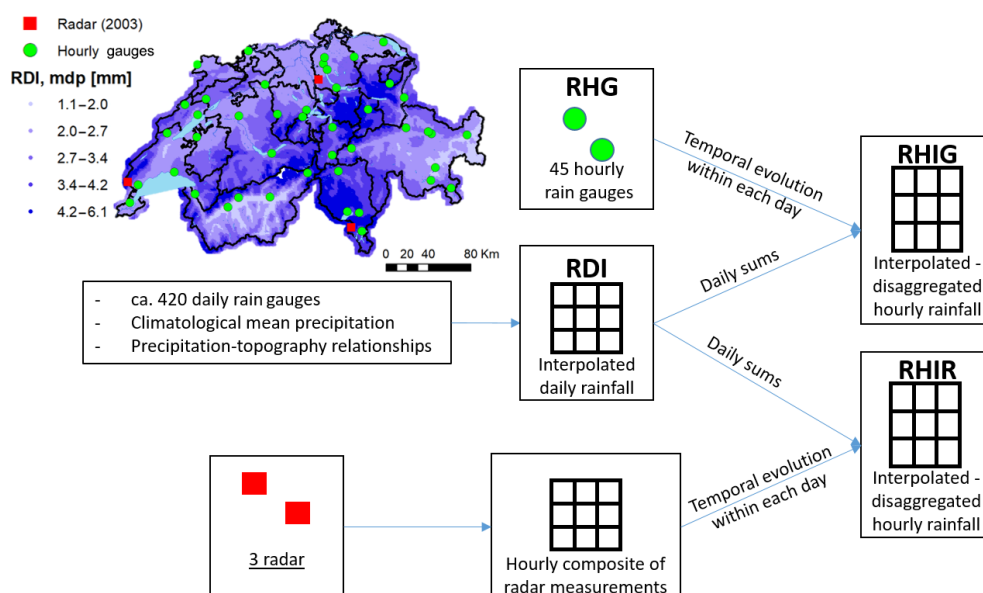 Radar (2003)
Hourly gauges
RDI, mdp [mm]
1.1–2.0
2.0–2.7
2.7–3.4
3.4–4.2
4.2–6.1
0 20 40 80 Km
- ca. 420 daily rain gauges
- Climatological mean precipitation
- Precipitation-topography relationships
RHG
45 hourly
rain gauges
RDI
Interpolated
daily rainfall
Temporal evolution
within each day
Daily sums
RHIG
Interpolated -
disaggregated
hourly rainfall
Daily sums
Temporal evolution
within each day
RHIR
Interpolated -
disaggregated
hourly rainfall
3 radar
Hourly composite of
radar measurements